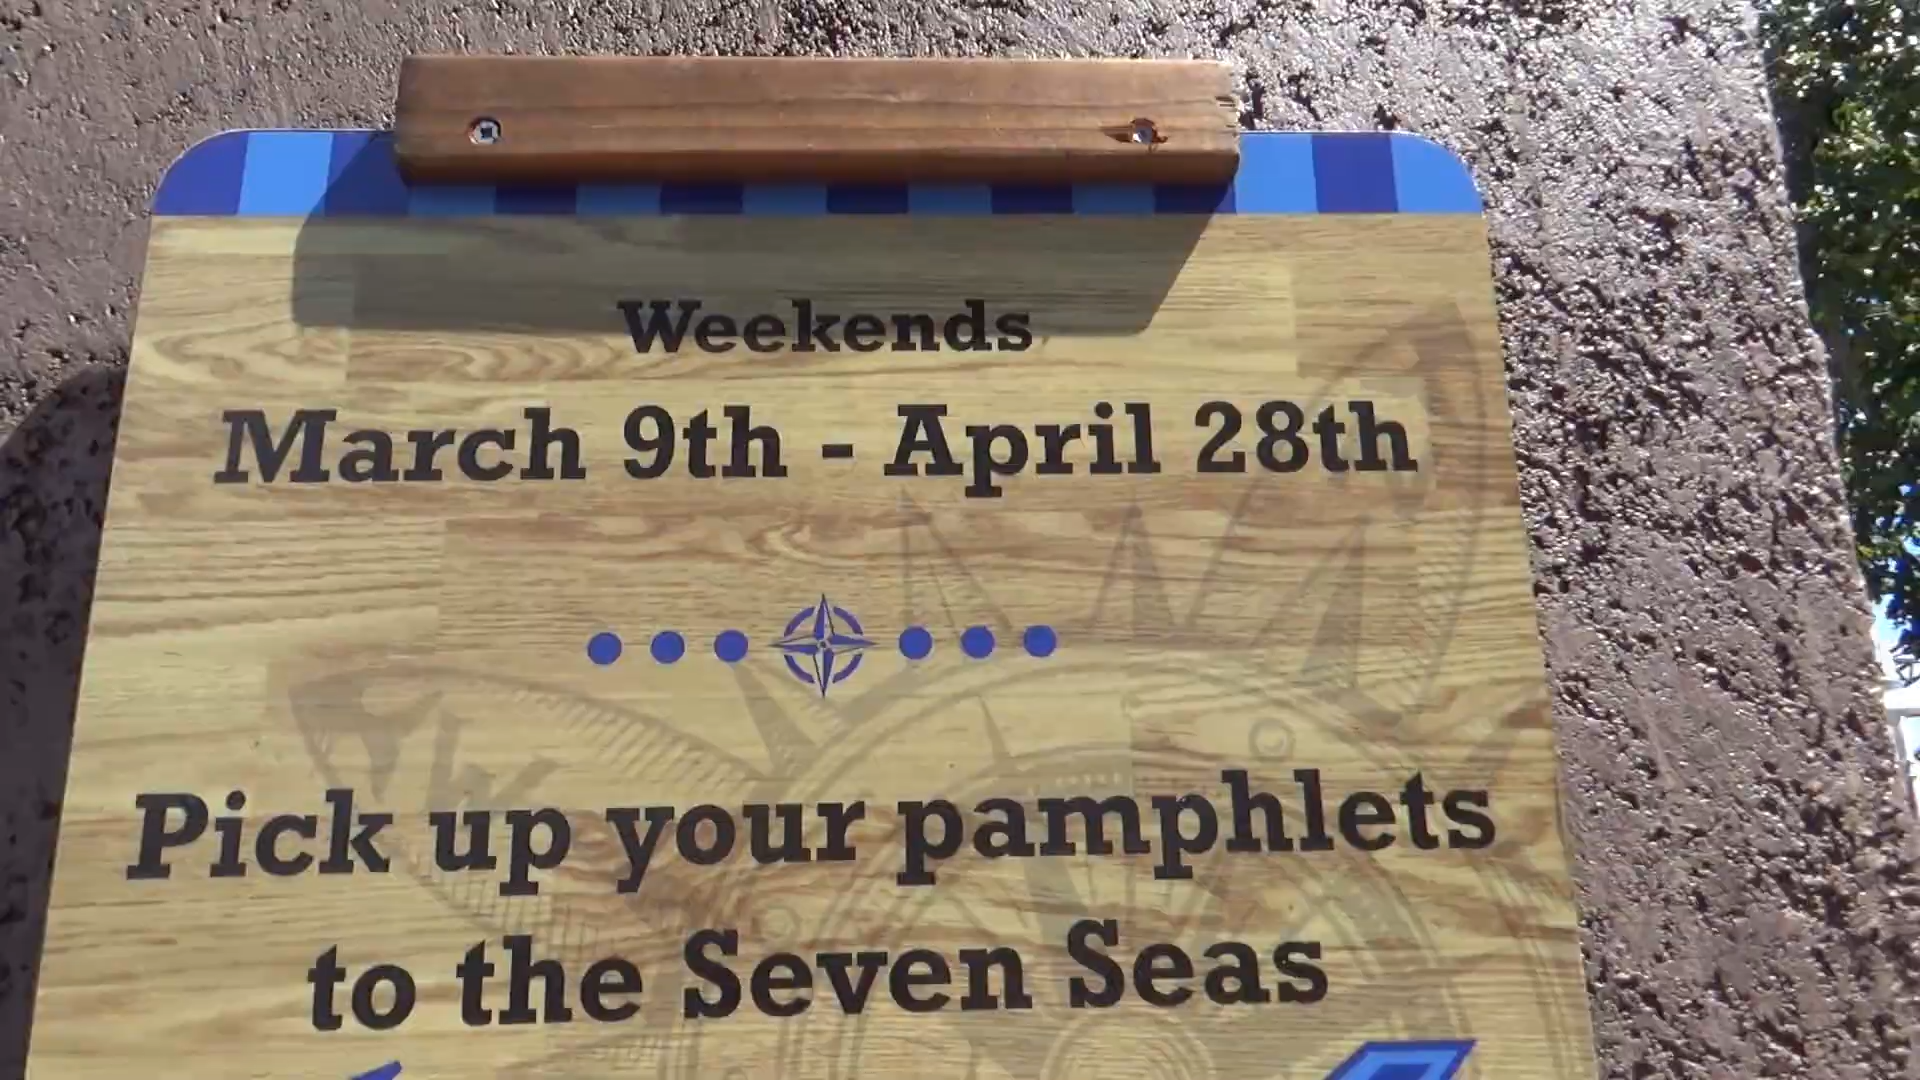 Weekends
March 9th - April 28th
Pick up your pamphlets
to the Seven Seas